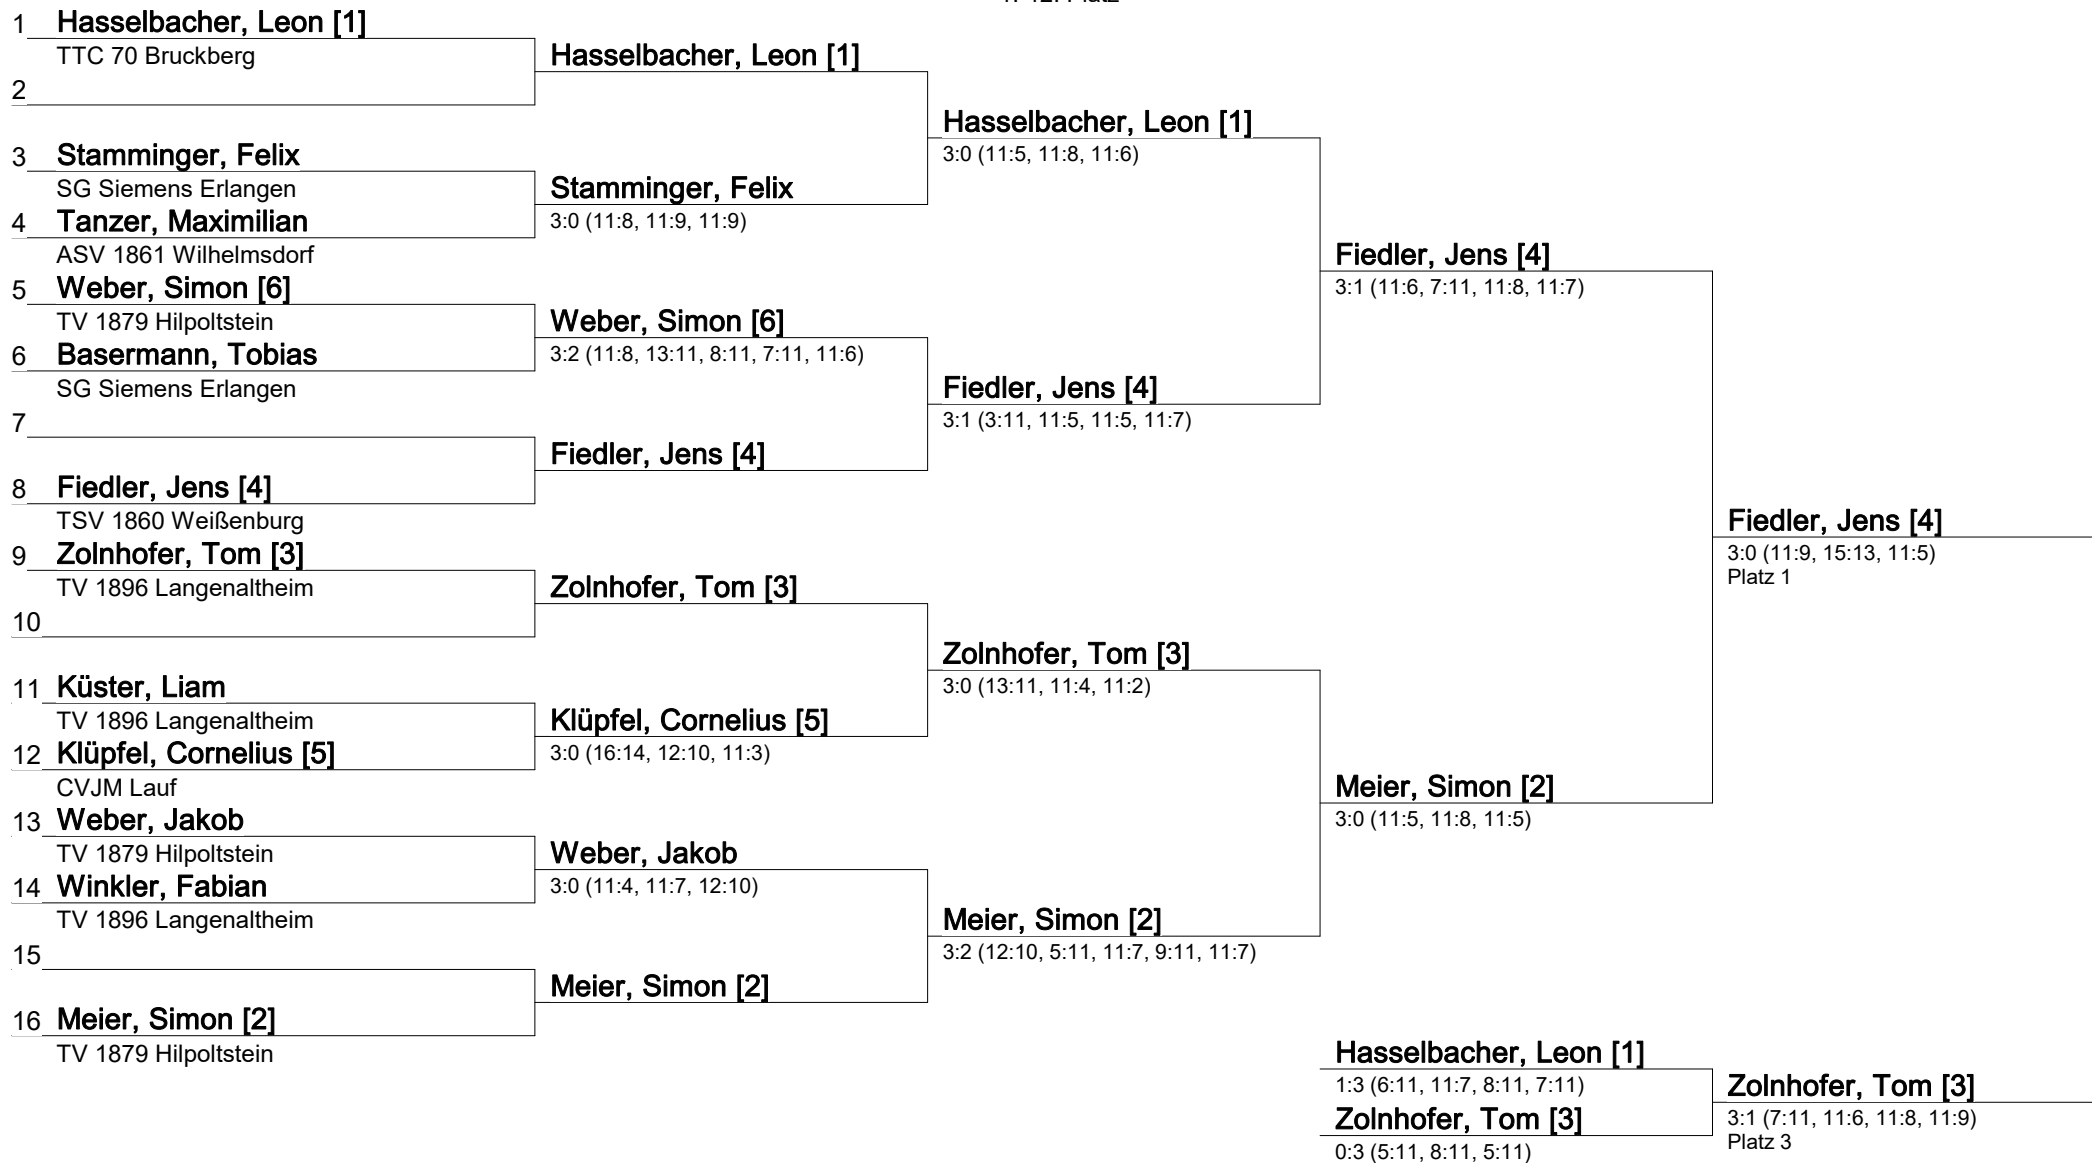 1 Hasselbacher, Leon [1]
TTC 70 Bruckberg
Hasselbacher, Leon [1]
2
Hasselbacher, Leon [1]
3:0 (11:5, 11:8, 11:6)
3 Stamminger, Felix
SG Siemens Erlangen
Stamminger, Felix
3:0 (11:8, 11:9, 11:9)
4 Tanzer, Maximilian
ASV 1861 Wilhelmsdorf
Fiedler, Jens [4]
3:1 (11:6, 7:11, 11:8, 11:7)
5 Weber, Simon [6]
TV 1879 Hilpoltstein
Weber, Simon [6]
3:2 (11:8, 13:11, 8:11, 7:11, 11:6)
6 Basermann, Tobias
SG Siemens Erlangen
Fiedler, Jens [4]
3:1 (3:11, 11:5, 11:5, 11:7)
7
Fiedler, Jens [4]
8 Fiedler, Jens [4]
TSV 1860 Weißenburg
Fiedler, Jens [4]
3:0 (11:9, 15:13, 11:5)
Platz 1
9 Zolnhofer, Tom [3]
TV 1896 Langenaltheim
Zolnhofer, Tom [3]
10
Zolnhofer, Tom [3]
3:0 (13:11, 11:4, 11:2)
11 Küster, Liam
TV 1896 Langenaltheim
Klüpfel, Cornelius [5]
3:0 (16:14, 12:10, 11:3)
12 Klüpfel, Cornelius [5]
CVJM Lauf
Meier, Simon [2]
3:0 (11:5, 11:8, 11:5)
13 Weber, Jakob
TV 1879 Hilpoltstein
Weber, Jakob
3:0 (11:4, 11:7, 12:10)
14 Winkler, Fabian
TV 1896 Langenaltheim
Meier, Simon [2]
3:2 (12:10, 5:11, 11:7, 9:11, 11:7)
15
Meier, Simon [2]
16 Meier, Simon [2]
TV 1879 Hilpoltstein
Hasselbacher, Leon [1]
1:3 (6:11, 11:7, 8:11, 7:11)
Zolnhofer, Tom [3]
0:3 (5:11, 8:11, 5:11)
Zolnhofer, Tom [3]
3:1 (7:11, 11:6, 11:8, 11:9)
Platz 3